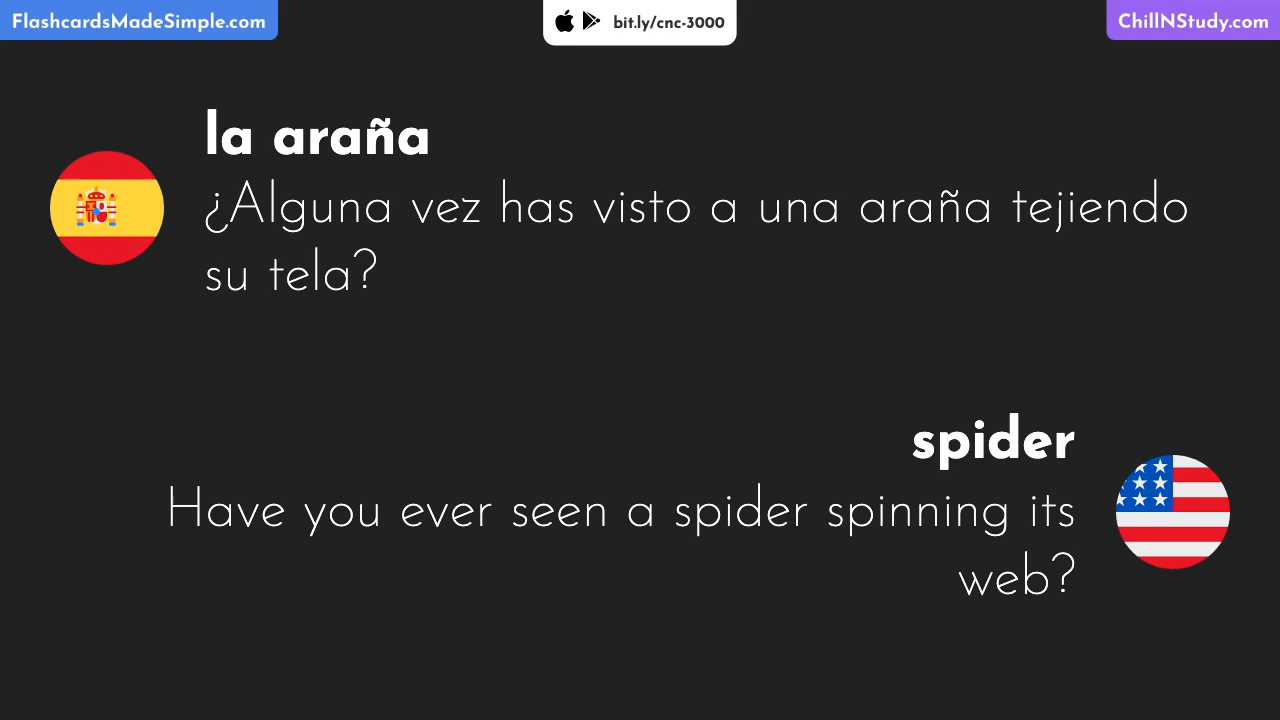 FlashcardsMadeSimple.com
bit.ly/cnc-3000
ChillNStudy.com
la araña
¿Alguna vez has visto a una araña tejiendo
su tela?
spider
Have you ever seen a spider spinning its
web?